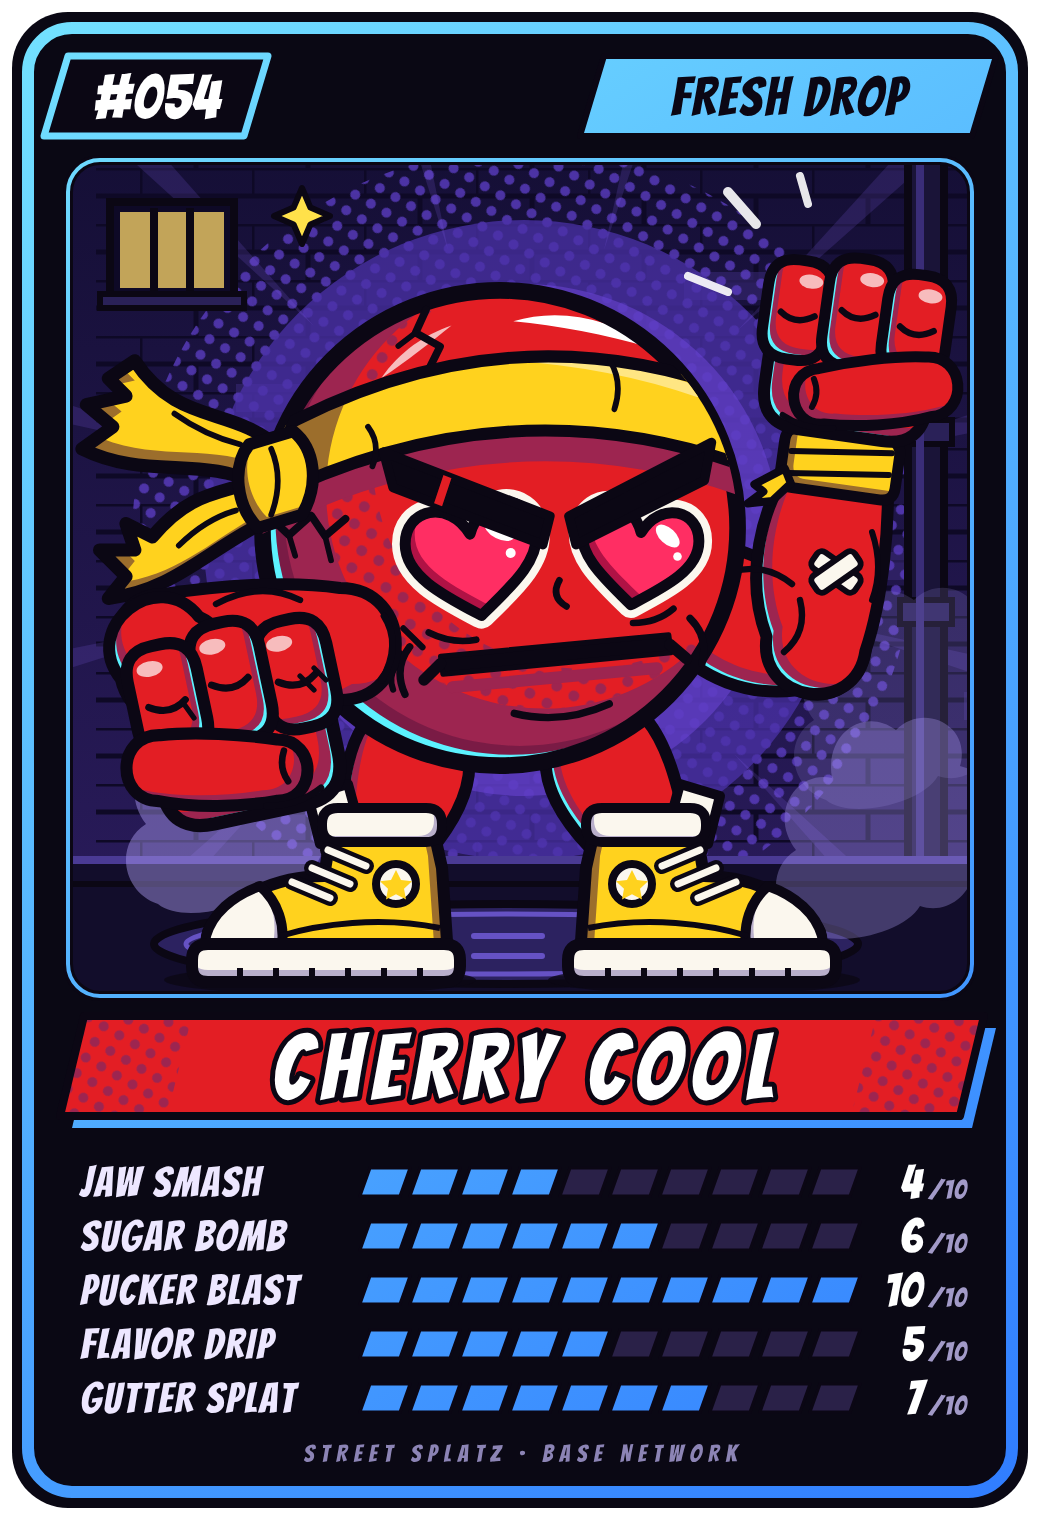 #054
FRESH DROP
CHERRY COOL
JAW SMASH 4/10
SUGAR BOMB 6/10
PUCKER BLAST 10/10
FLAVOR DRIP 5/10
GUTTER SPLAT 7/10
STREET SPLATZ · BASE NETWORK